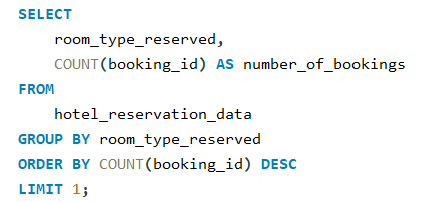 SELECT
    room_type_reserved,
    COUNT(booking_id) AS number_of_bookings
FROM
    hotel_reservation_data
GROUP BY room_type_reserved
ORDER BY COUNT(booking_id) DESC
LIMIT 1;